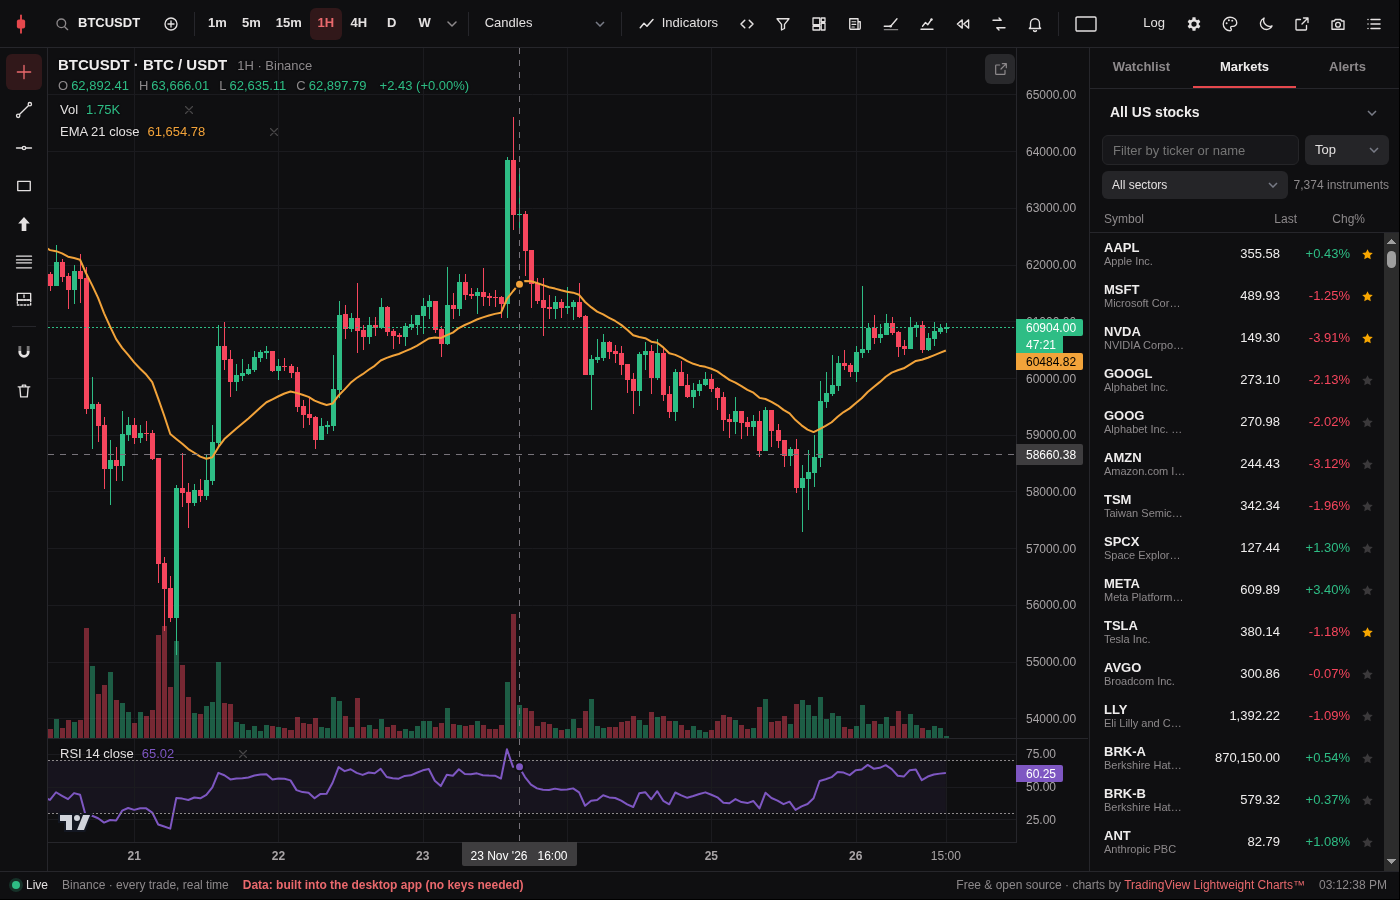 BTCUSDT 1m 5m 15m 1H 4H D W Candles Indicators Log
BTCUSDT · BTC / USDT 1H · Binance
O 62,892.41 H 63,666.01 L 62,635.11 C 62,897.79 +2.43 (+0.00%)
Vol 1.75K
EMA 21 close 61,654.78
65000.00
64000.00
63000.00
62000.00
60904.00
47:21
60484.82
60000.00
59000.00
58660.38
58000.00
57000.00
56000.00
55000.00
54000.00
RSI 14 close 65.02
75.00
60.25
50.00
25.00
21 22 23 23 Nov '26 16:00 25 26 15:00
Watchlist Markets Alerts
All US stocks
Filter by ticker or name Top
All sectors 7,374 instruments
Symbol Last Chg%
AAPL 355.58 +0.43%
Apple Inc.
MSFT 489.93 -1.25%
Microsoft Cor…
NVDA 149.30 -3.91%
NVIDIA Corpo…
GOOGL 273.10 -2.13%
Alphabet Inc.
GOOG 270.98 -2.02%
Alphabet Inc. …
AMZN 244.43 -3.12%
Amazon.com I…
TSM 342.34 -1.96%
Taiwan Semic…
SPCX 127.44 +1.30%
Space Explor…
META 609.89 +3.40%
Meta Platform…
TSLA 380.14 -1.18%
Tesla Inc.
AVGO 300.86 -0.07%
Broadcom Inc.
LLY 1,392.22 -1.09%
Eli Lilly and C…
BRK-A 870,150.00 +0.54%
Berkshire Hat…
BRK-B 579.32 +0.37%
Berkshire Hat…
ANT 82.79 +1.08%
Anthropic PBC
Live Binance · every trade, real time Data: built into the desktop app (no keys needed) Free & open source · charts by TradingView Lightweight Charts™ 03:12:38 PM